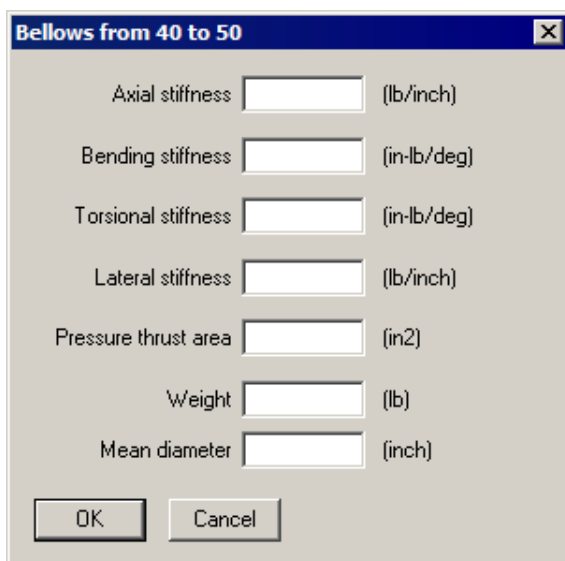 Bellows from 40 to 50
Axial stiffness (lb/inch)
Bending stiffness (in-lb/deg)
Torsional stiffness (in-lb/deg)
Lateral stiffness (lb/inch)
Pressure thrust area (in2)
Weight (lb)
Mean diameter (inch)
OK Cancel